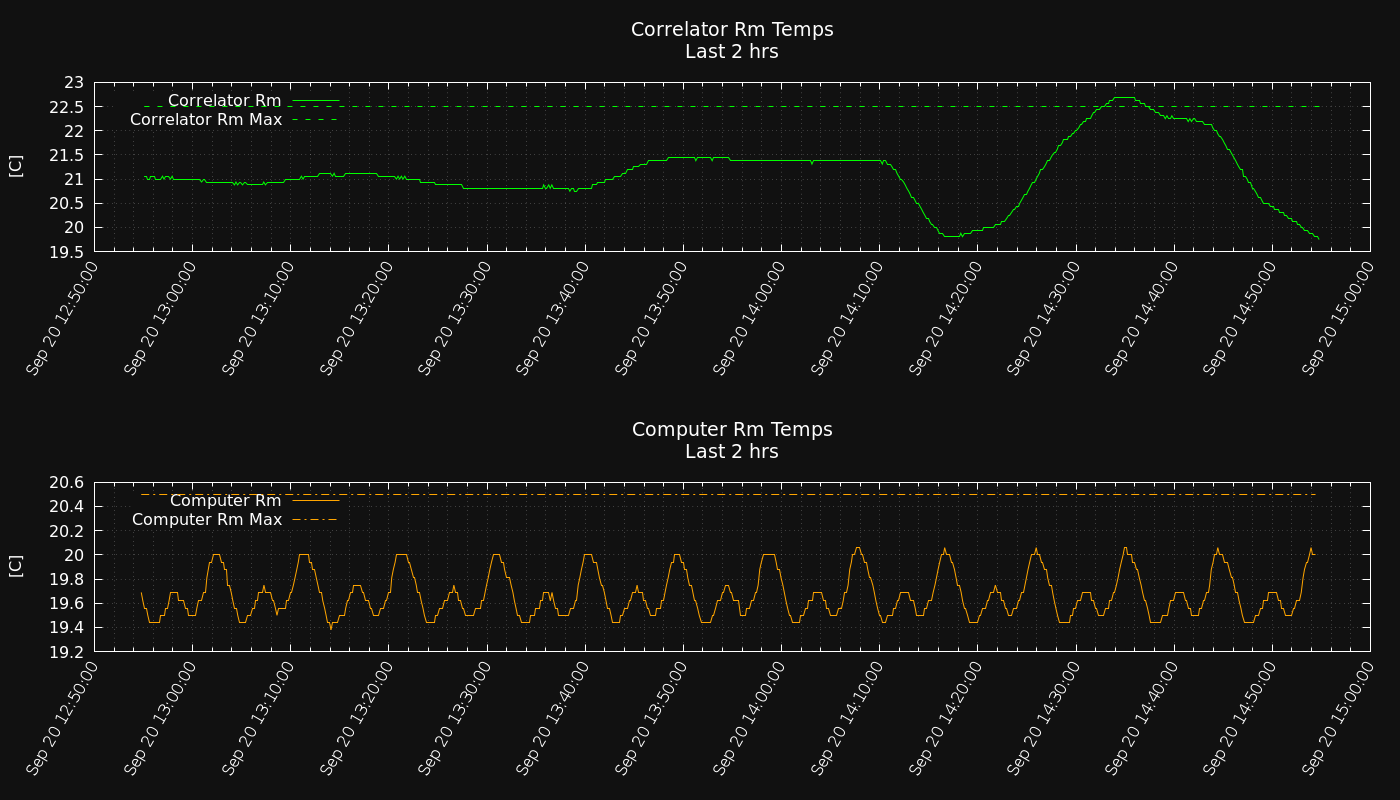 Correlator Rm Temps
Last 2 hrs
23
22.5
22
21.5
21
20.5
20
19.5
[C]
Correlator Rm
Correlator Rm Max
Sep 20 12:50:00
Sep 20 13:00:00
Sep 20 13:10:00
Sep 20 13:20:00
Sep 20 13:30:00
Sep 20 13:40:00
Sep 20 13:50:00
Sep 20 14:00:00
Sep 20 14:10:00
Sep 20 14:20:00
Sep 20 14:30:00
Sep 20 14:40:00
Sep 20 14:50:00
Sep 20 15:00:00
Computer Rm Temps
Last 2 hrs
20.6
20.4
20.2
20
19.8
19.6
19.4
19.2
[C]
Computer Rm
Computer Rm Max
Sep 20 12:50:00
Sep 20 13:00:00
Sep 20 13:10:00
Sep 20 13:20:00
Sep 20 13:30:00
Sep 20 13:40:00
Sep 20 13:50:00
Sep 20 14:00:00
Sep 20 14:10:00
Sep 20 14:20:00
Sep 20 14:30:00
Sep 20 14:40:00
Sep 20 14:50:00
Sep 20 15:00:00